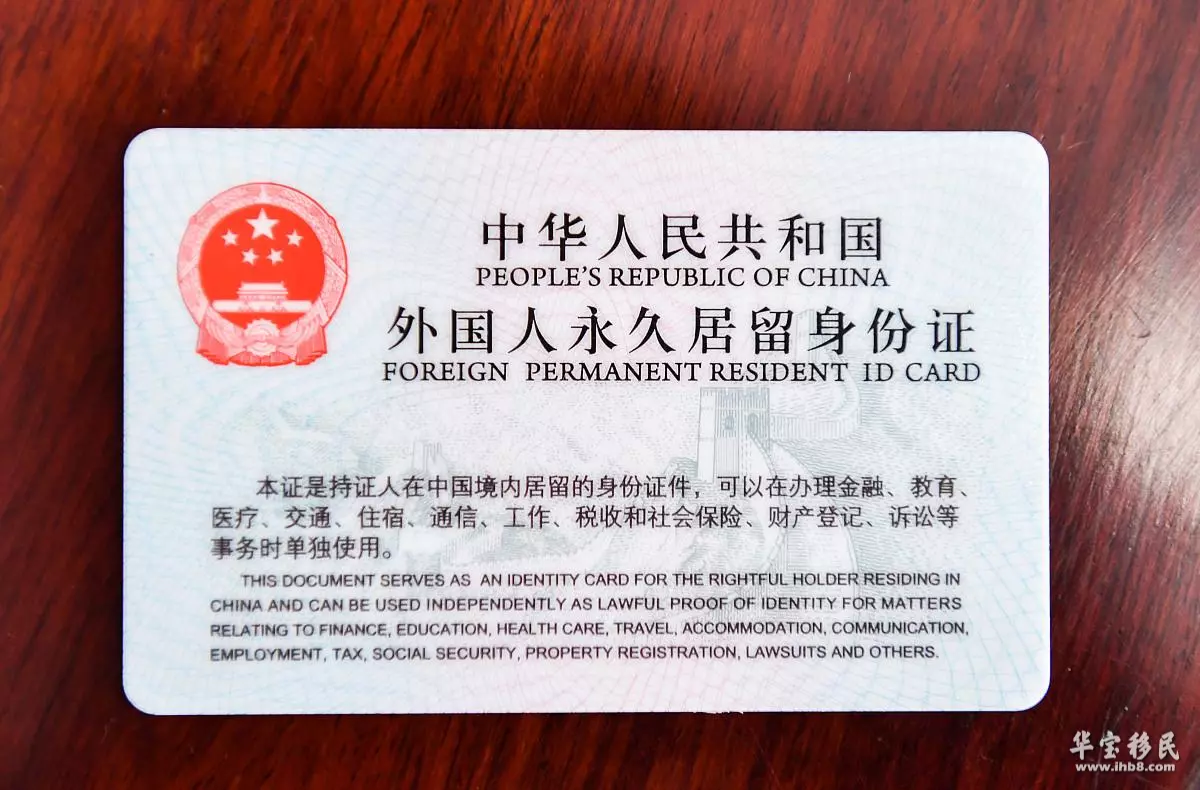 中华人民共和国
PEOPLE'S REPUBLIC OF CHINA
外国人永久居留身份证
FOREIGN PERMANENT RESIDENT ID CARD
本证是持证人在中国境内居留的身份证件，可以在办理金融、教育、
医疗、交通、住宿、通信、工作、税收和社会保险、财产登记、诉讼等
事务时单独使用。
THIS DOCUMENT SERVES AS AN IDENTITY CARD FOR THE RIGHTFUL HOLDER RESIDING IN
CHINA AND CAN BE USED INDEPENDENTLY AS LAWFUL PROOF OF IDENTITY FOR MATTERS
RELATING TO FINANCE, EDUCATION, HEALTH CARE, TRAVEL, ACCOMMODATION, COMMUNICATION,
EMPLOYMENT, TAX, SOCIAL SECURITY, PROPERTY REGISTRATION, LAWSUITS AND OTHERS.
华宝移民
www.ihb8.com